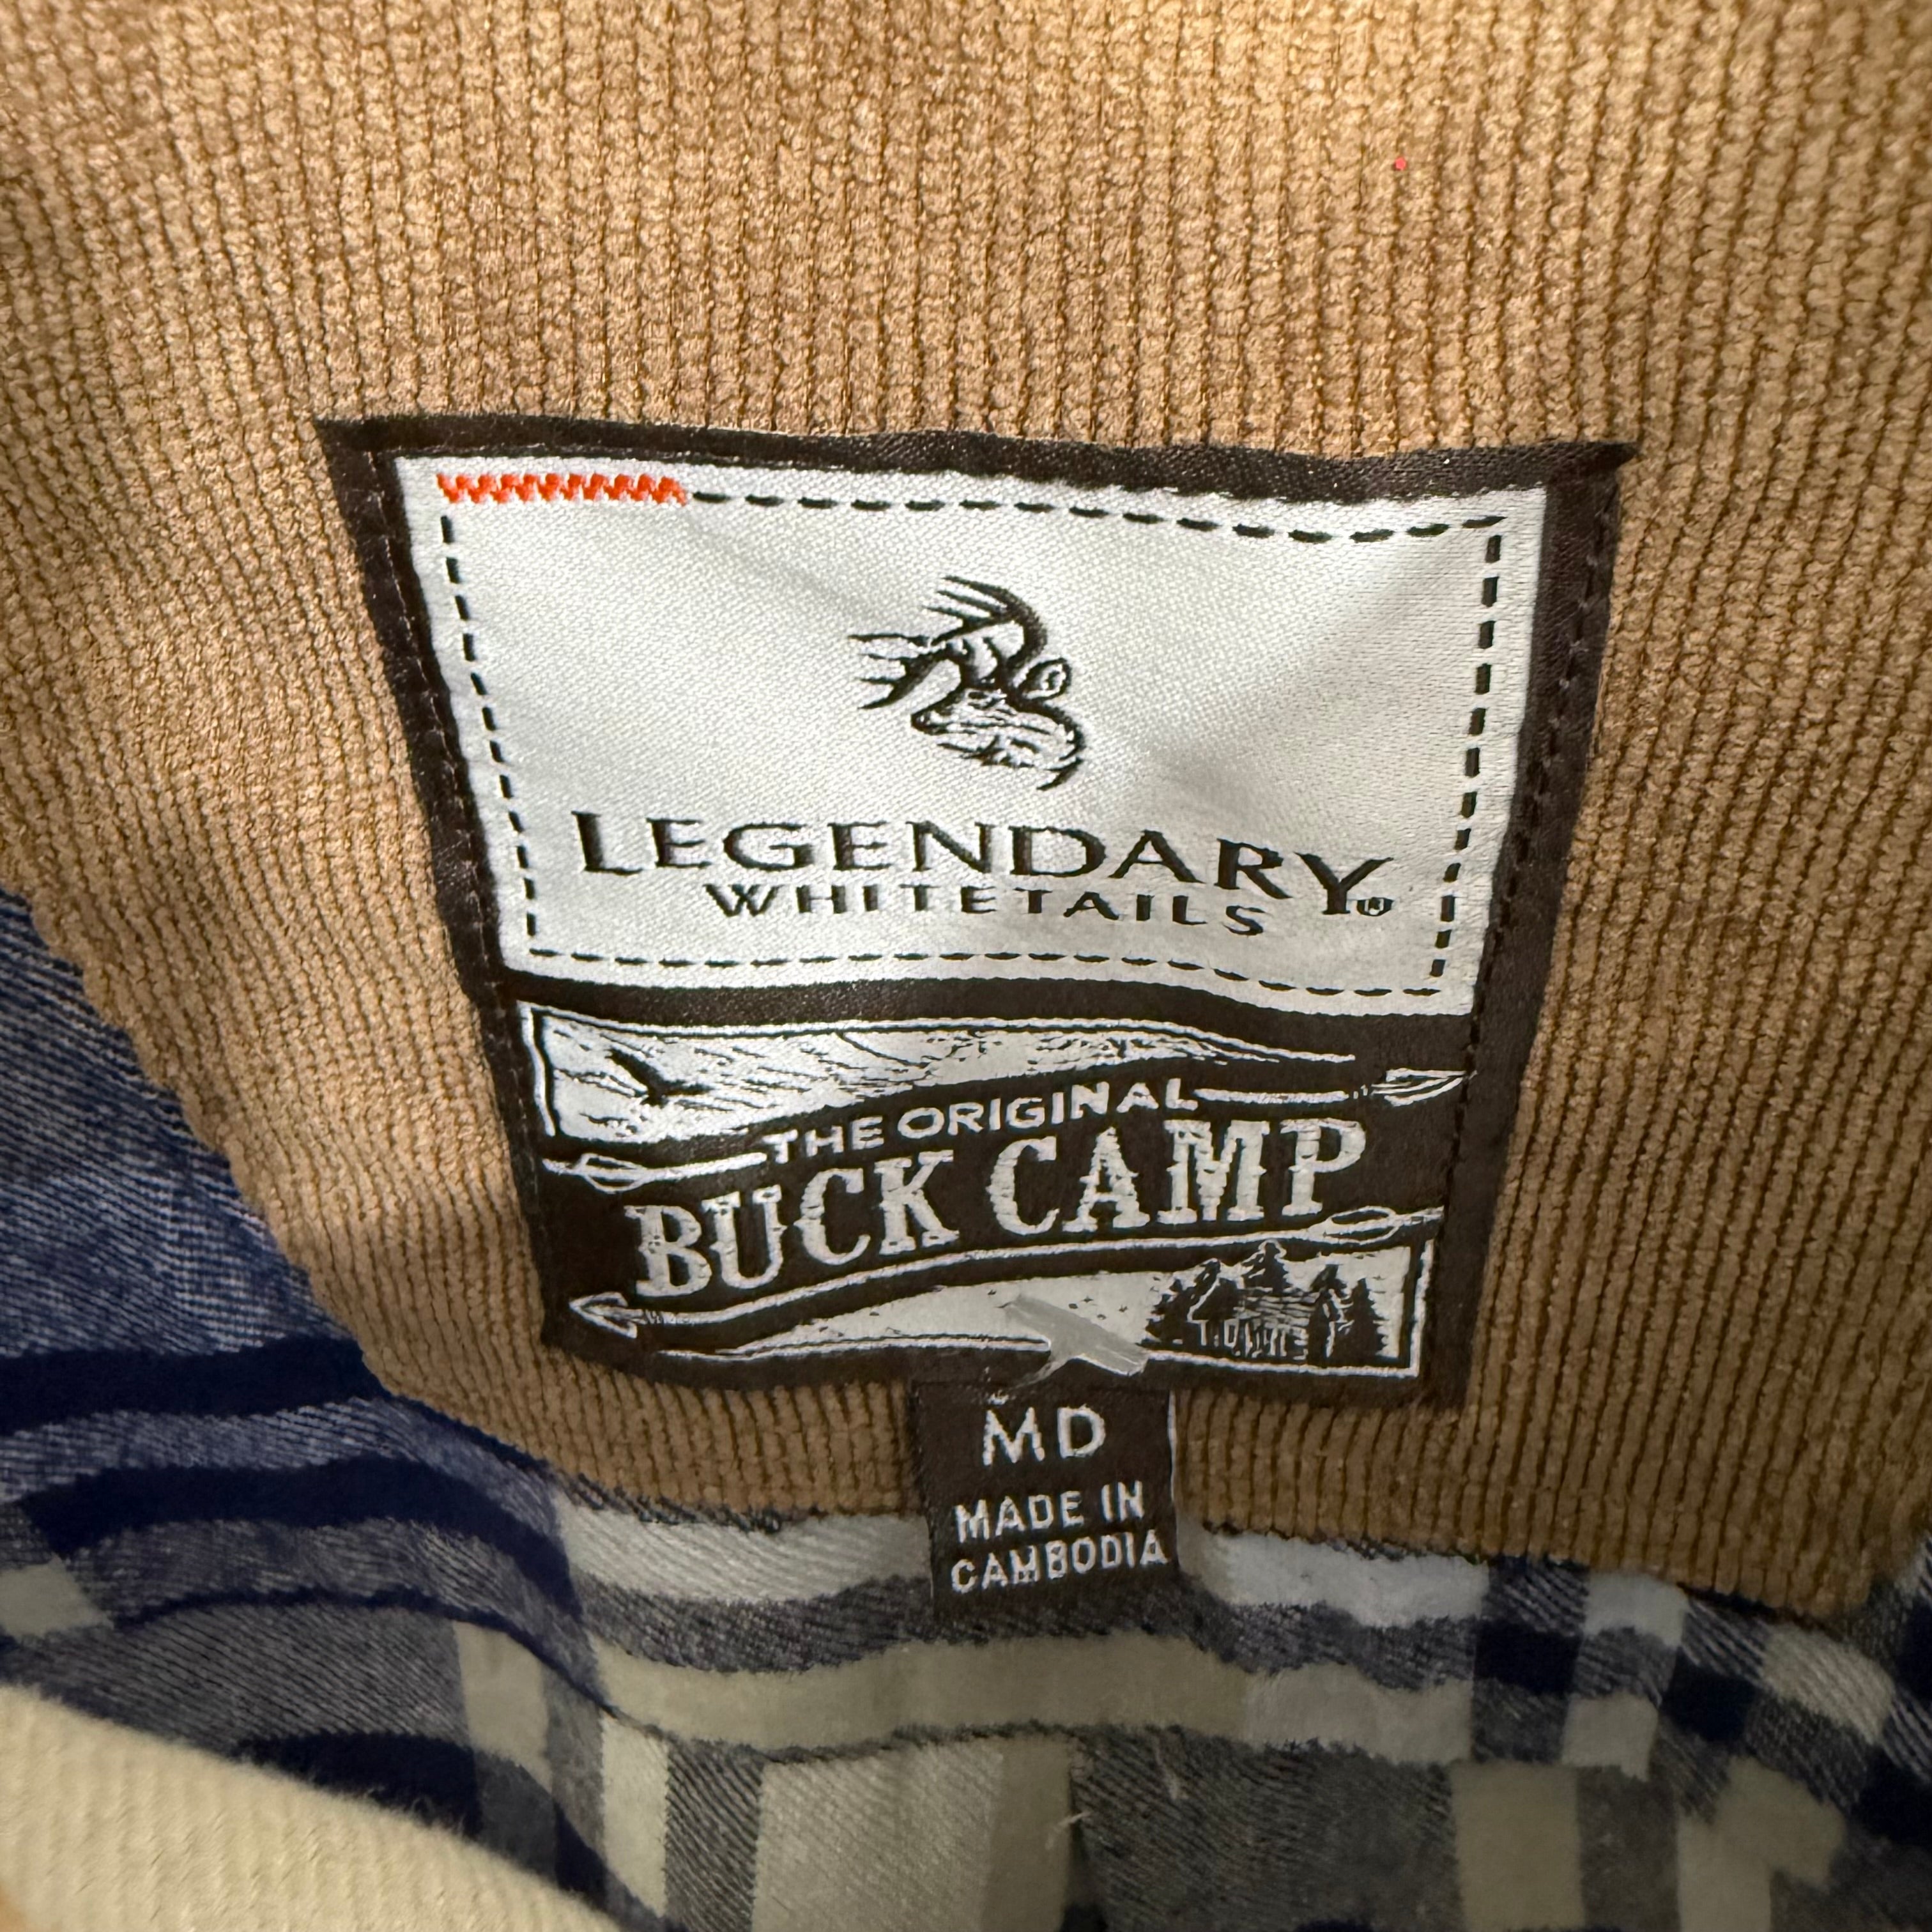 LEGENDARY®
WHITETAILS
THE ORIGINAL
BUCK CAMP
MD
MADE IN
CAMBODIA